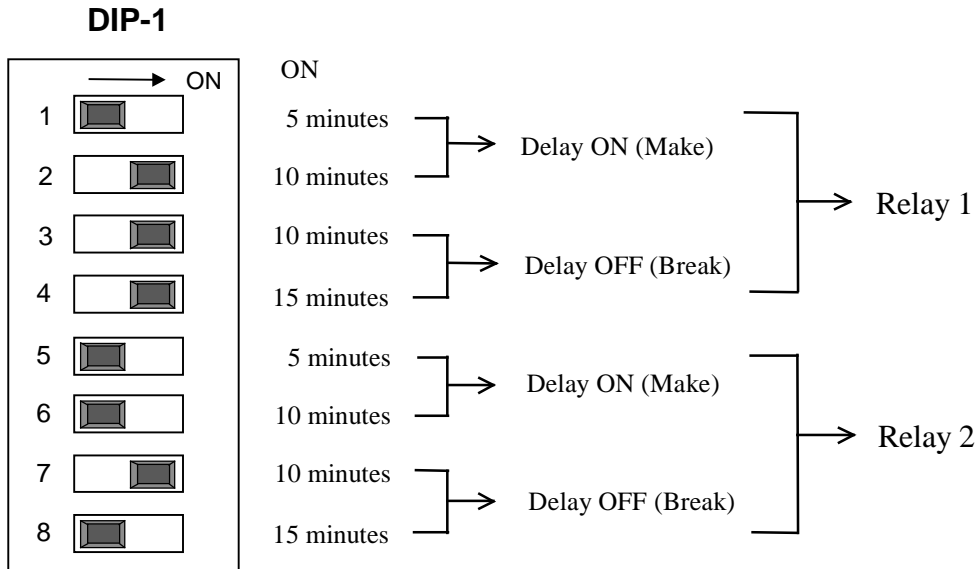 DIP-1
ON
ON
1
5 minutes
Delay ON (Make)
2
10 minutes
Relay 1
3
10 minutes
Delay OFF (Break)
4
15 minutes
5
5 minutes
Delay ON (Make)
6
10 minutes
Relay 2
7
10 minutes
Delay OFF (Break)
8
15 minutes